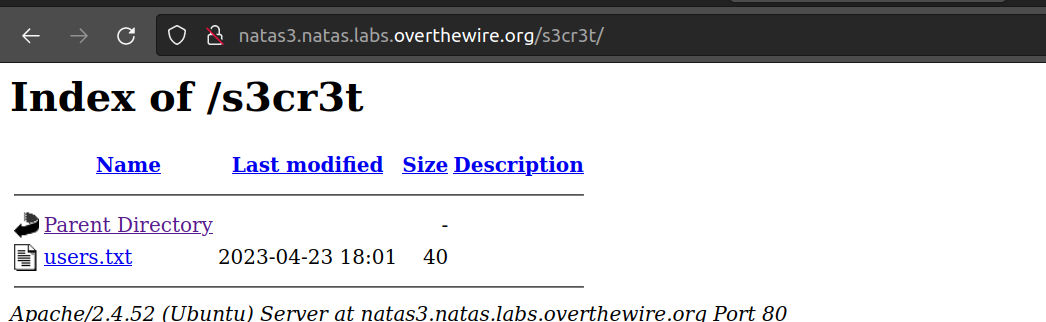 natas3.natas.labs.overthewire.org/s3cr3t/
Index of /s3cr3t
Name Last modified Size Description
Parent Directory -
users.txt 2023-04-23 18:01 40
Apache/2.4.52 (Ubuntu) Server at natas3.natas.labs.overthewire.org Port 80